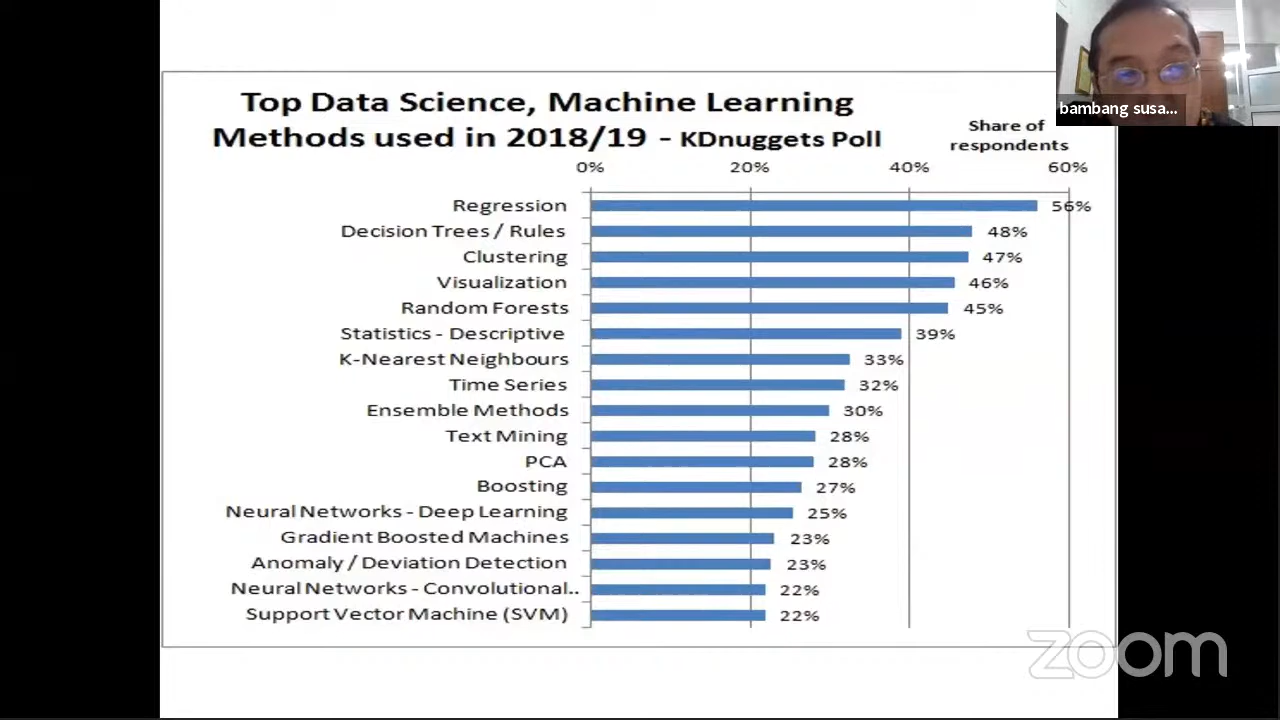 bambang susa...
Top Data Science, Machine Learning
Methods used in 2018/19 - KDnuggets Poll
Share of
respondents
0% 20% 40% 60%
Regression 56%
Decision Trees / Rules 48%
Clustering 47%
Visualization 46%
Random Forests 45%
Statistics - Descriptive 39%
K-Nearest Neighbours 33%
Time Series 32%
Ensemble Methods 30%
Text Mining 28%
PCA 28%
Boosting 27%
Neural Networks - Deep Learning 25%
Gradient Boosted Machines 23%
Anomaly / Deviation Detection 23%
Neural Networks - Convolutional.. 22%
Support Vector Machine (SVM) 22%
zoom